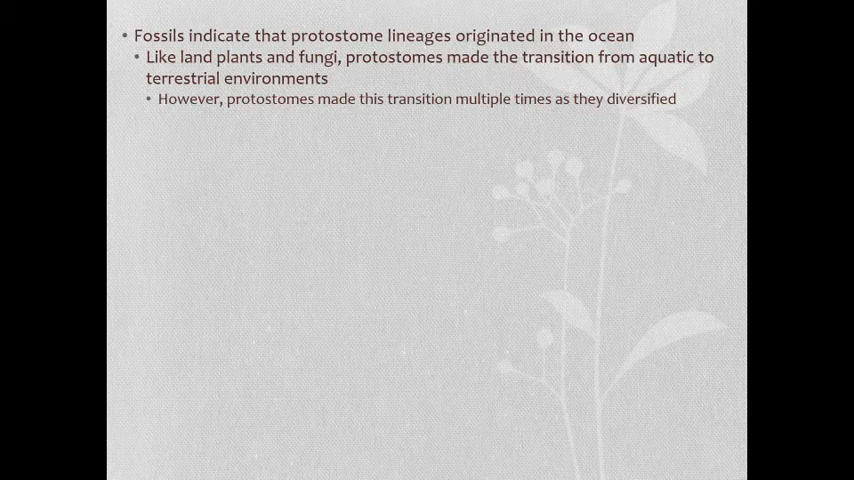 • Fossils indicate that protostome lineages originated in the ocean
• Like land plants and fungi, protostomes made the transition from aquatic to
terrestrial environments
• However, protostomes made this transition multiple times as they diversified